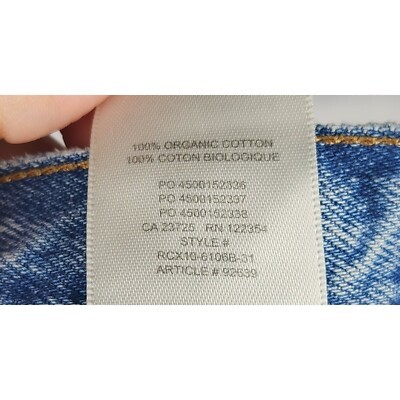 100% ORGANIC COTTON
100% COTON BIOLOGIQUE
PO 4500152336
PO 4500152337
PO 4500152338
CA 23725 RN 122354
STYLE #
RCX10-6106B-31
ARTICLE # 92639